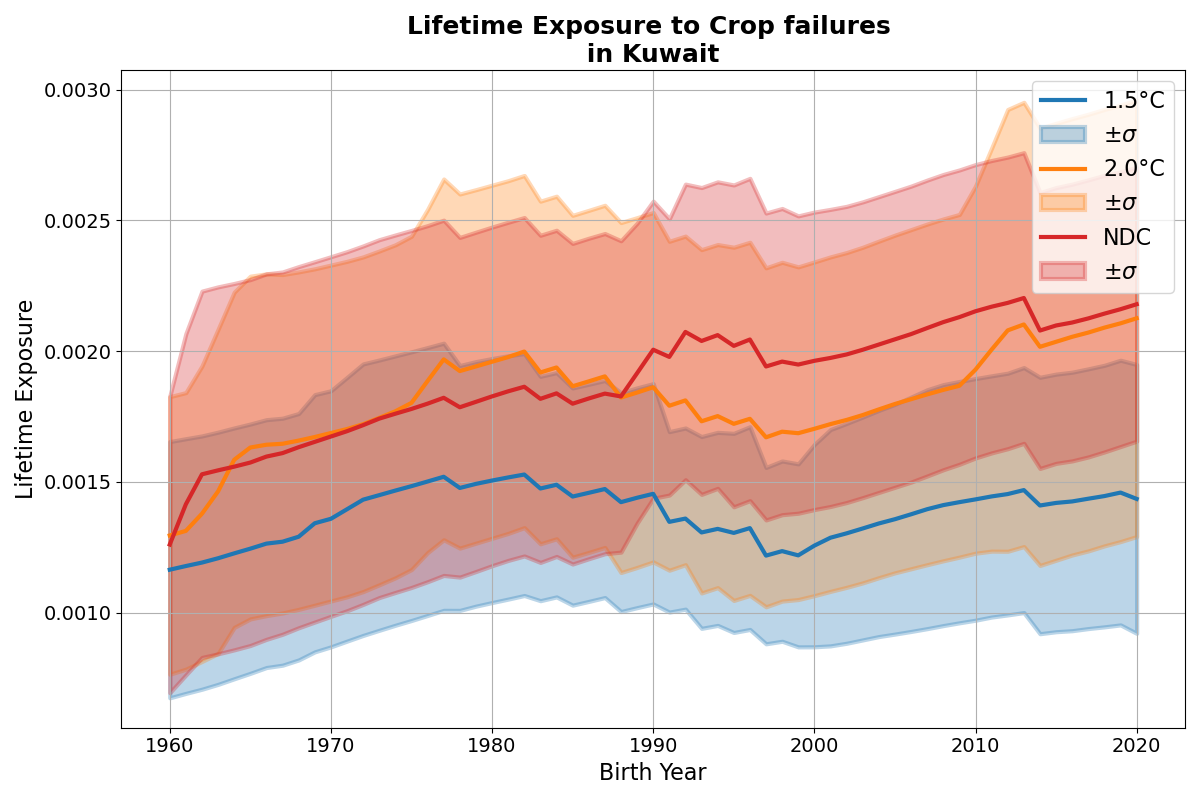 Lifetime Exposure to Crop failures
in Kuwait
Lifetime Exposure
0.0030
0.0025
0.0020
0.0015
0.0010
1.5°C
±σ
2.0°C
±σ
NDC
±σ
1960
1970
1980
1990
2000
2010
2020
Birth Year